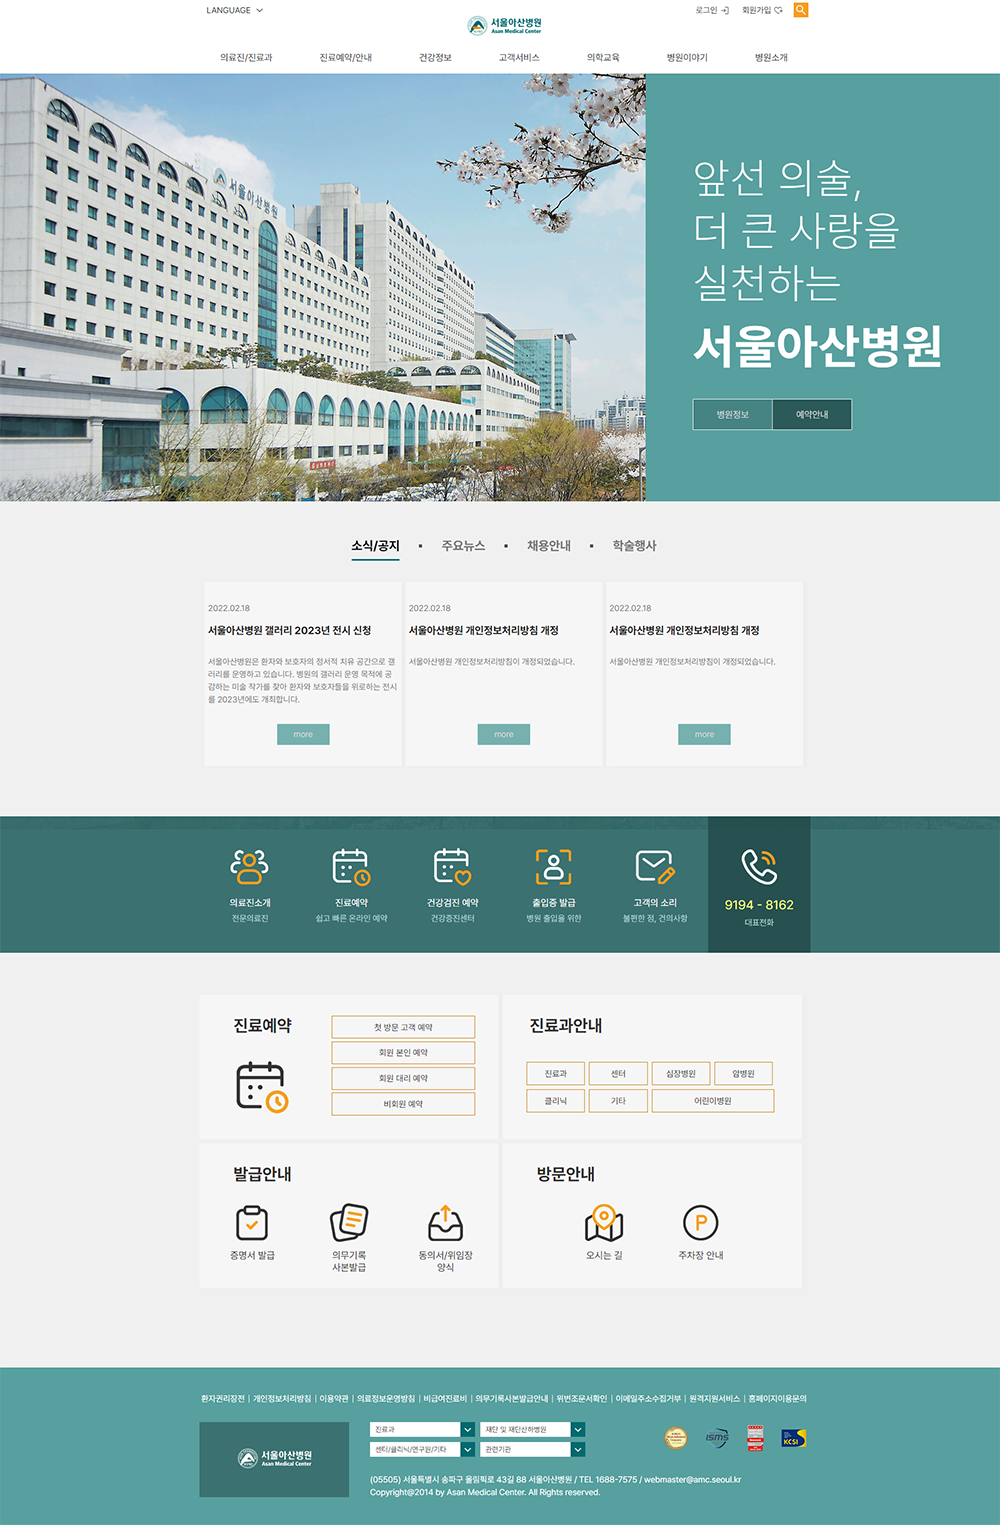 LANGUAGE
로그인
회원가입
서울아산병원
Asan Medical Center
의료진/진료과
진료예약/안내
건강정보
고객서비스
의학교육
병원이야기
병원소개
서울아산병원
앞선 의술,
더 큰 사랑을
실천하는
서울아산병원
병원정보
예약안내
소식/공지
주요뉴스
채용안내
학술행사
2022.02.18
서울아산병원 갤러리 2023년 전시 신청
서울아산병원은 환자와 보호자의 정서적 치유 공간으로 갤
러리를 운영하고 있습니다. 병원의 갤러리 운영 목적에 공
감하는 미술 작가를 찾아 환자와 보호자들을 위로하는 전시
를 2023년에도 개최합니다.
more
2022.02.18
서울아산병원 개인정보처리방침 개정
서울아산병원 개인정보처리방침이 개정되었습니다.
more
2022.02.18
서울아산병원 개인정보처리방침 개정
서울아산병원 개인정보처리방침이 개정되었습니다.
more
의료진소개
전문의료진
진료예약
쉽고 빠른 온라인 예약
건강검진 예약
건강증진센터
출입증 발급
병원 출입을 위한
고객의 소리
불편한 점, 건의사항
9194 - 8162
대표전화
진료예약
첫 방문 고객 예약
회원 본인 예약
회원 대리 예약
비회원 예약
진료과안내
진료과
센터
심장병원
암병원
클리닉
기타
어린이병원
발급안내
증명서 발급
의무기록
사본발급
동의서/위임장
양식
방문안내
오시는 길
P
주차장 안내
환자권리장전 | 개인정보처리방침 | 이용약관 | 의료정보운영방침 | 비급여진료비 | 의무기록사본발급안내 | 위변조문서확인 | 이메일주소수집거부 | 원격지원서비스 | 홈페이지이용문의
서울아산병원
Asan Medical Center
진료과
재단 및 재단산하병원
센터/클리닉/연구원/기타
관련기관
ISMS
KCSI
(05505) 서울특별시 송파구 올림픽로 43길 88 서울아산병원 / TEL 1688-7575 / webmaster@amc.seoul.kr
Copyright@2014 by Asan Medical Center. All Rights reserved.